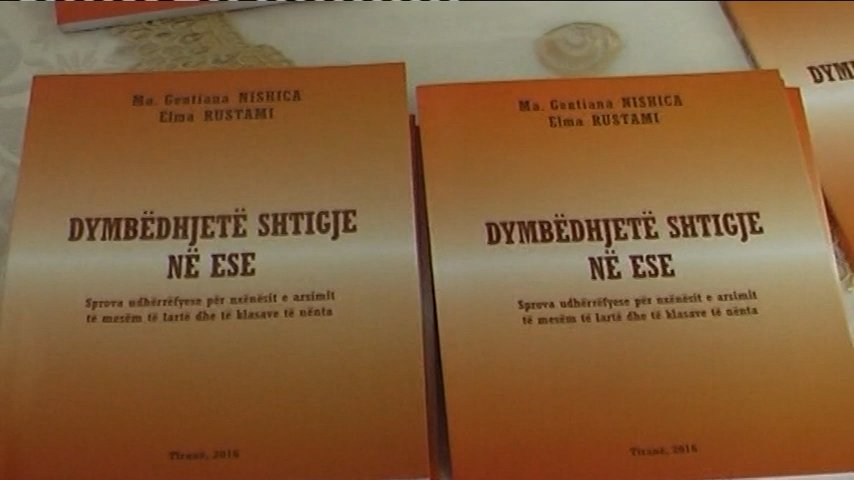 Ma. Gentiana NISHICA
Elma RUSTAMI
DYMBËDHJETË SHTIGJE
NË ESE
Sprova udhërrëfyese për nxënësit e arsimit
të mesëm të lartë dhe të klasave të nënta
Tiranë, 2016
Ma. Gentiana NISHICA
Elma RUSTAMI
DYMBËDHJETË SHTIGJE
NË ESE
Sprova udhërrëfyese për nxënësit e arsimit
të mesëm të lartë dhe të klasave të nënta
Tiranë, 2016